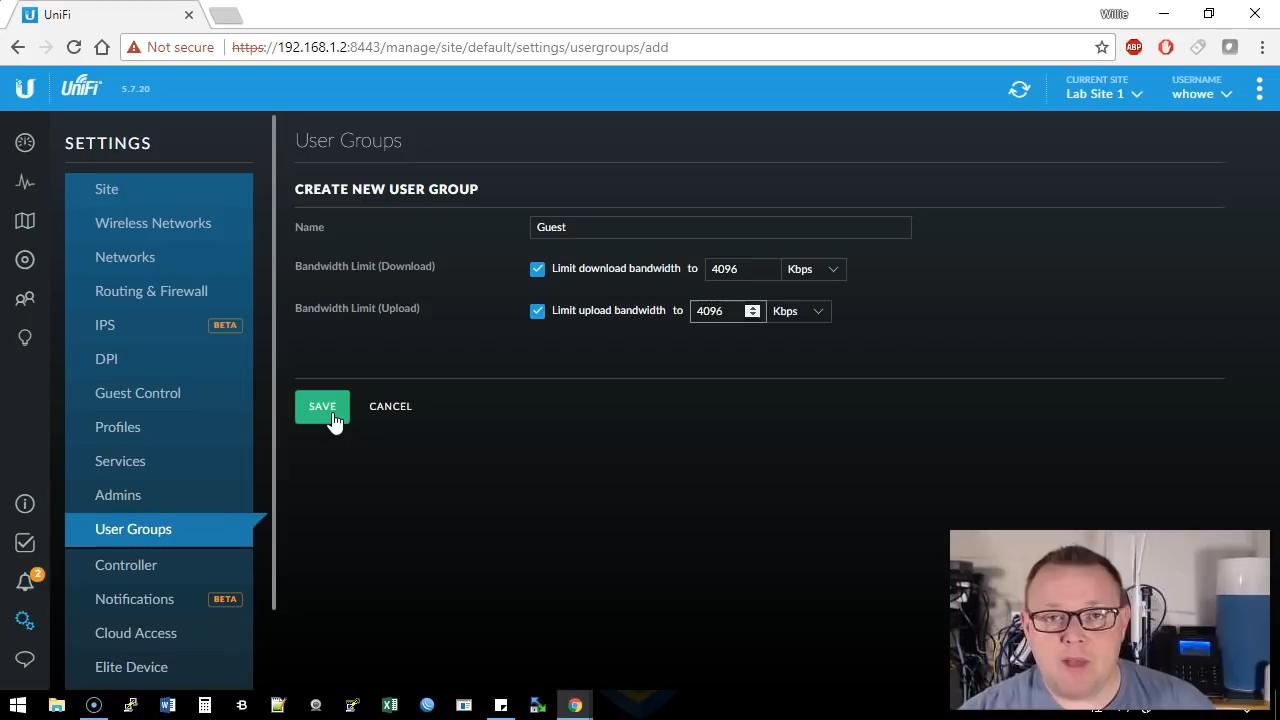 UniFi
Willie
Not secure
https://192.168.1.2:8443/manage/site/default/settings/usergroups/add
ABP
UniFi
5.7.20
CURRENT SITE
Lab Site 1
USERNAME
whowe
SETTINGS
Site
Wireless Networks
Networks
Routing & Firewall
IPS BETA
DPI
Guest Control
Profiles
Services
Admins
User Groups
Controller
Notifications BETA
Cloud Access
Elite Device
2
User Groups
CREATE NEW USER GROUP
Name Guest
Bandwidth Limit (Download) Limit download bandwidth to 4096 Kbps
Bandwidth Limit (Upload) Limit upload bandwidth to 4096 Kbps
SAVE CANCEL